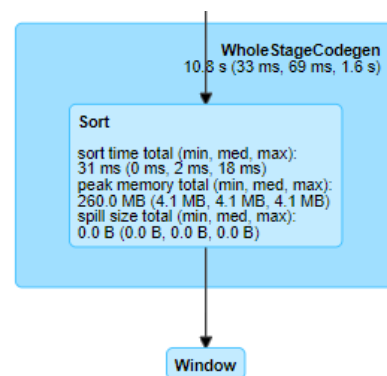 WholeStageCodegen
10.8 s (33 ms, 69 ms, 1.6 s)
Sort
sort time total (min, med, max):
31 ms (0 ms, 2 ms, 18 ms)
peak memory total (min, med, max):
260.0 MB (4.1 MB, 4.1 MB, 4.1 MB)
spill size total (min, med, max):
0.0 B (0.0 B, 0.0 B, 0.0 B)
Window